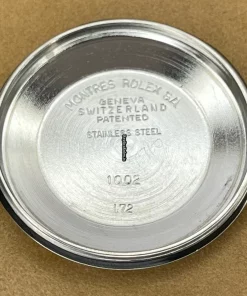 MONTRES ROLEX S.A.
GENEVA
SWITZERLAND
PATENTED
STAINLESS STEEL
1002
I.72